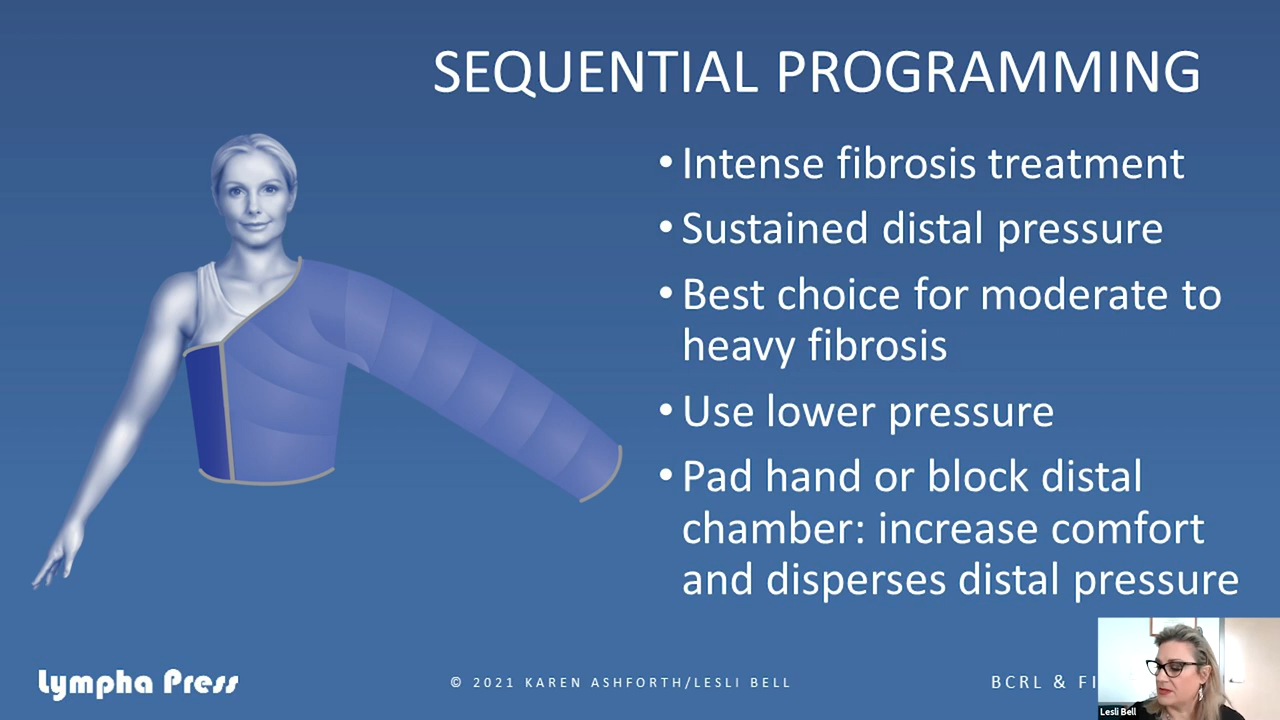 SEQUENTIAL PROGRAMMING
• Intense fibrosis treatment
• Sustained distal pressure
• Best choice for moderate to
heavy fibrosis
• Use lower pressure
• Pad hand or block distal
chamber: increase comfort
and disperses distal pressure
Lympha Press
© 2021 KAREN ASHFORTH/LESLI BELL
BCRL &
Lesli Bell